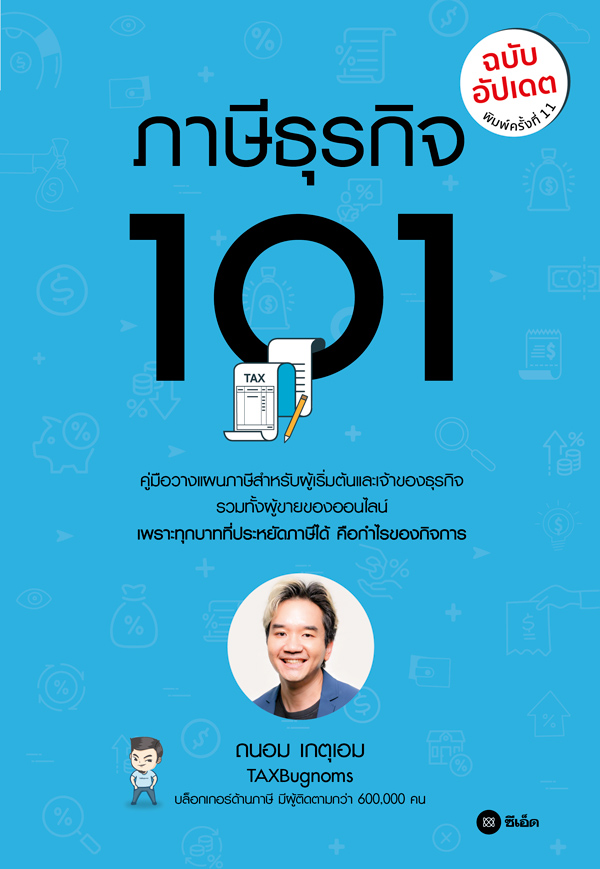 ฉบับ
อัปเดต
พิมพ์ครั้งที่ 11
ภาษีธุรกิจ
101
TAX
คู่มือวางแผนภาษีสำหรับผู้เริ่มต้นและเจ้าของธุรกิจ
รวมทั้งผู้ขายของออนไลน์
เพราะทุกบาทที่ประหยัดภาษีได้ คือกำไรของกิจการ
ถนอม เกตุเอม
TAXBugnoms
บล็อกเกอร์ด้านภาษี มีผู้ติดตามกว่า 600,000 คน
ซีเอ็ด